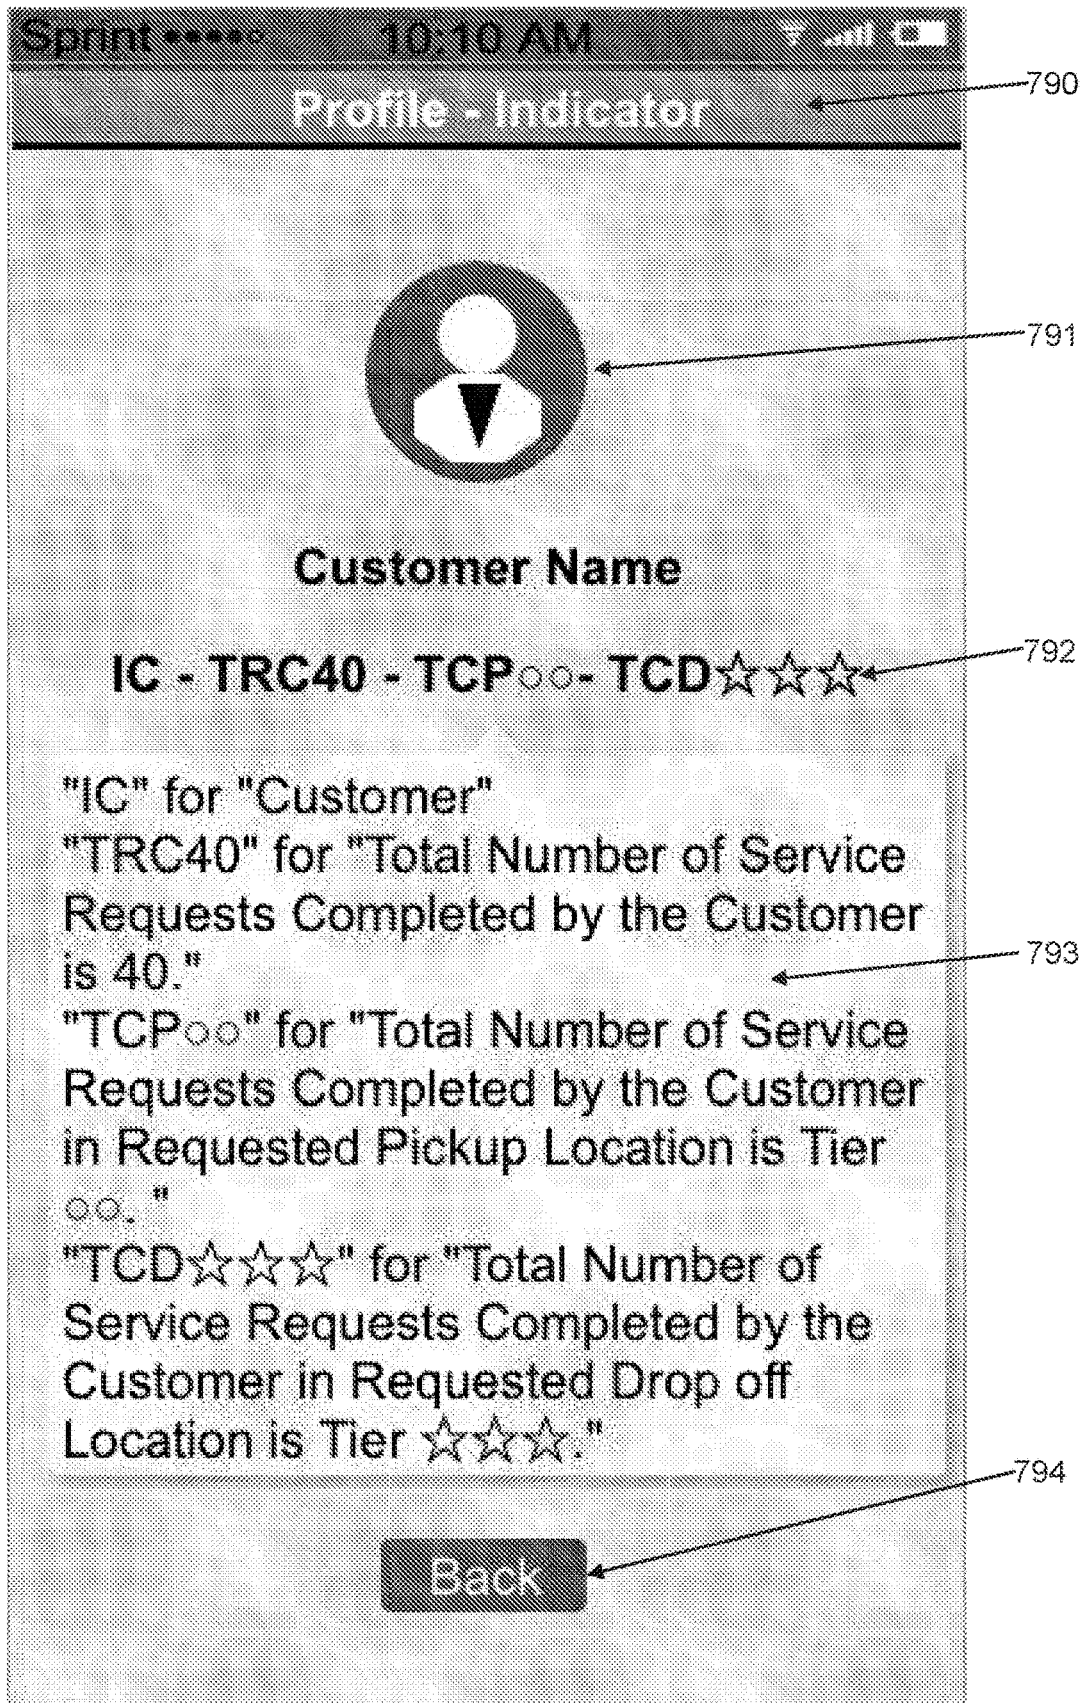 Sprint ●●●●○ 10:10 AM
Profile - Indicator
790
791
Customer Name
IC - TRC40 - TCP○○- TCD☆☆☆
792
"IC" for "Customer"
"TRC40" for "Total Number of Service
Requests Completed by the Customer
is 40."
793
"TCP○○" for "Total Number of Service
Requests Completed by the Customer
in Requested Pickup Location is Tier
○○. "
"TCD☆☆☆" for "Total Number of
Service Requests Completed by the
Customer in Requested Drop off
Location is Tier ☆☆☆."
794
Back